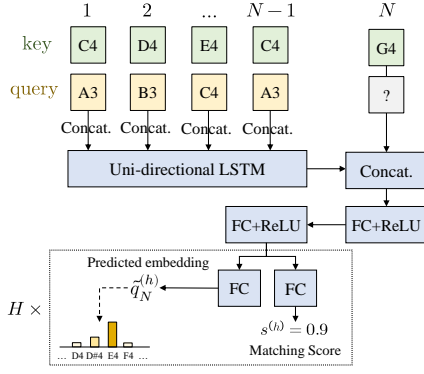 1 2 ... N − 1 N
key C4 D4 E4 C4 G4
query A3 B3 C4 A3 ?
Concat. Concat. Concat. Concat.
Uni-directional LSTM Concat.
FC+ReLU FC+ReLU
Predicted embedding
H × q̃_N^(h) FC FC
s^(h) = 0.9
... D4 D#4 E4 F4 ... Matching Score